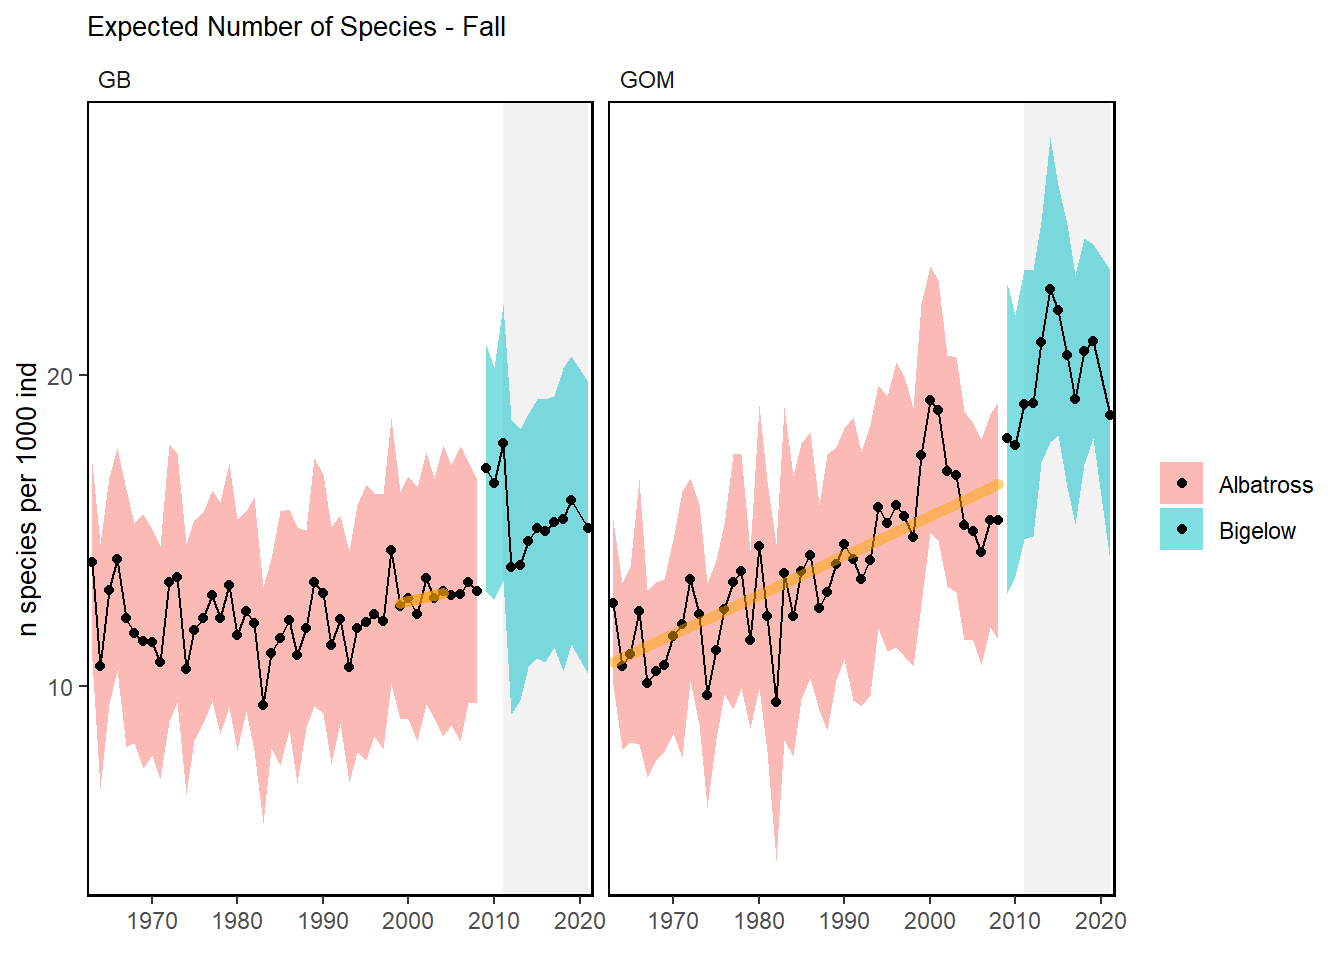 Expected Number of Species - Fall
GB
GOM
n species per 1000 ind
20
10
1970 1980 1990 2000 2010 2020
1970 1980 1990 2000 2010 2020
Albatross
Bigelow